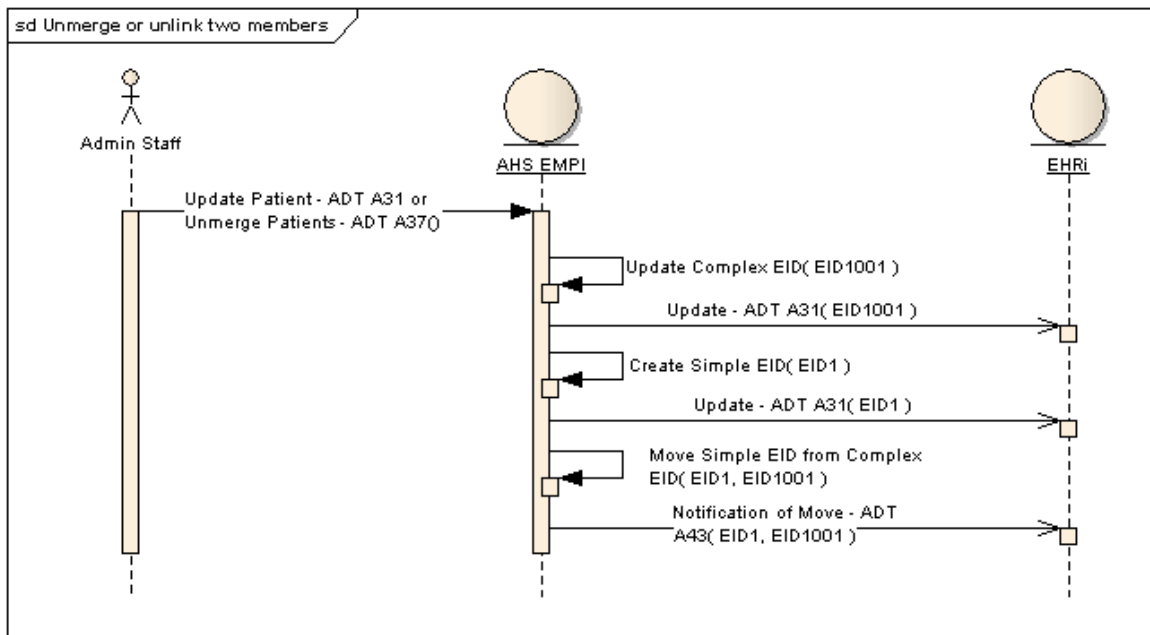 sd Unmerge or unlink two members
Admin Staff
AHS EMPI
EHRi
Update Patient - ADT A31 or
Unmerge Patients - ADT A37()
Update Complex EID( EID1001 )
Update - ADT A31( EID1001 )
Create Simple EID( EID1 )
Update - ADT A31( EID1 )
Move Simple EID from Complex
EID( EID1, EID1001 )
Notification of Move - ADT
A43( EID1, EID1001 )